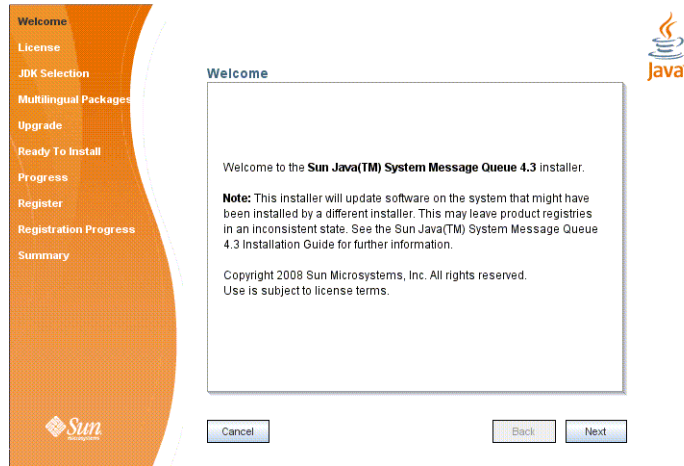 Welcome
License
JDK Selection
Multilingual Packages
Upgrade
Ready To Install
Progress
Register
Registration Progress
Summary
Sun
microsystems
Java
Welcome
Welcome to the Sun Java(TM) System Message Queue 4.3 installer.
Note: This installer will update software on the system that might have
been installed by a different installer. This may leave product registries
in an inconsistent state. See the Sun Java(TM) System Message Queue
4.3 Installation Guide for further information.
Copyright 2008 Sun Microsystems, Inc. All rights reserved.
Use is subject to license terms.
Cancel
Back
Next